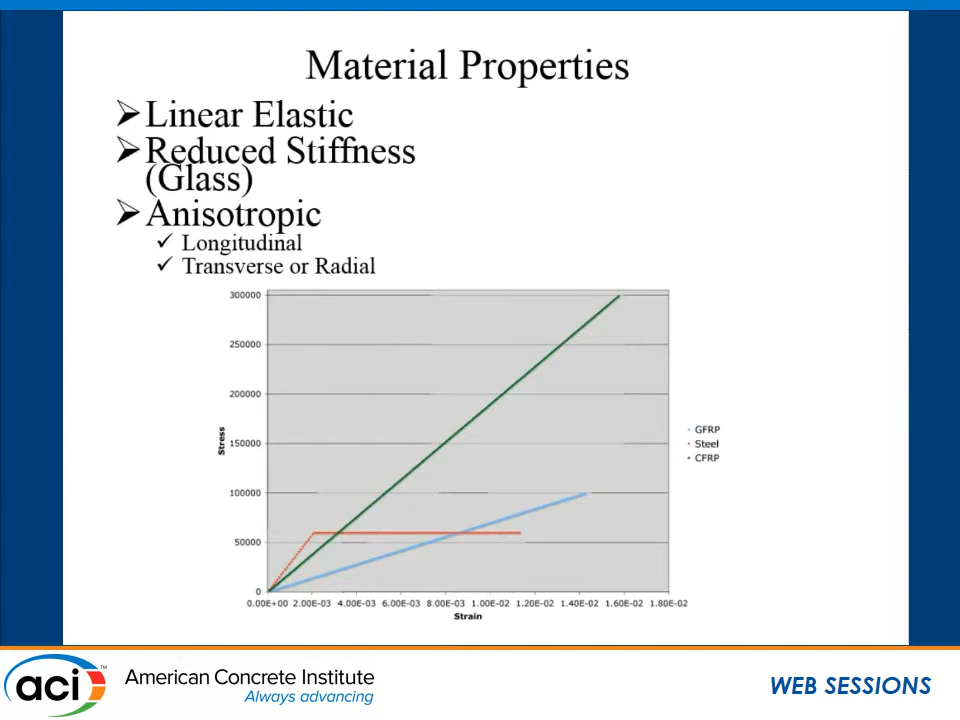 Material Properties
➢Linear Elastic
➢Reduced Stiffness
(Glass)
➢Anisotropic
✓ Longitudinal
✓ Transverse or Radial
300000
250000
200000
150000
100000
50000
0
Stress
0.00E+00 2.00E-03 4.00E-03 6.00E-03 8.00E-03 1.00E-02 1.20E-02 1.40E-02 1.60E-02 1.80E-02
Strain
GFRP
Steel
CFRP
aci™
American Concrete Institute
Always advancing
WEB SESSIONS